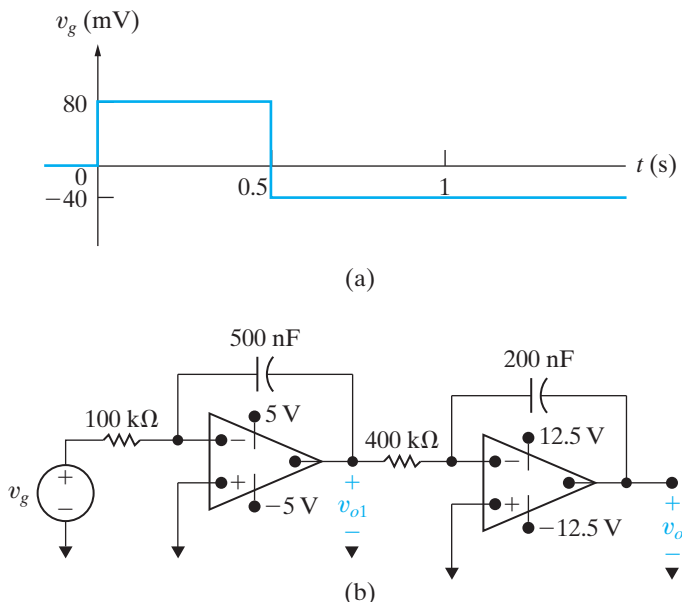 v_g (mV)
80
0
−40
0.5
1
t (s)
(a)
500 nF
200 nF
100 kΩ
5 V
400 kΩ
12.5 V
−
−
+
+
v_g
+
−
−5 V
+
v_o1
−
−12.5 V
+
v_o
−
(b)